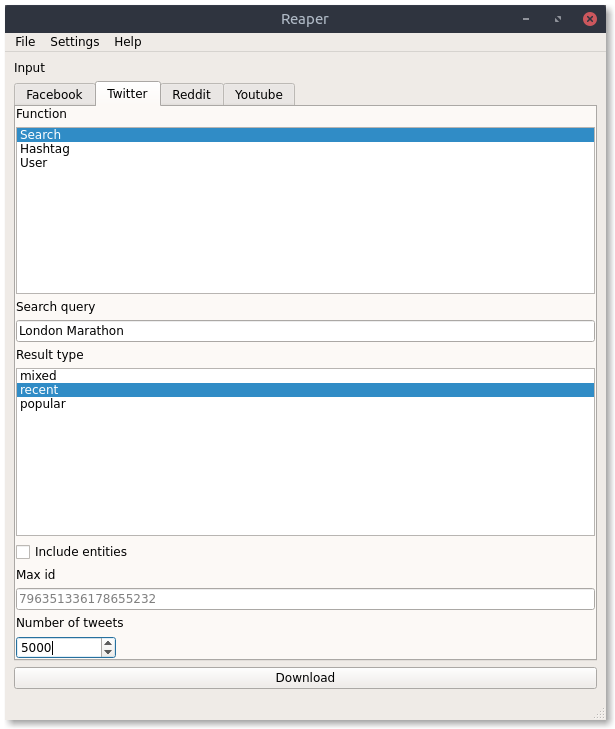 Reaper
File Settings Help
Input
Facebook Twitter Reddit Youtube
Function
Search
Hashtag
User
Search query
London Marathon
Result type
mixed
recent
popular
Include entities
Max id
796351336178655232
Number of tweets
5000
Download